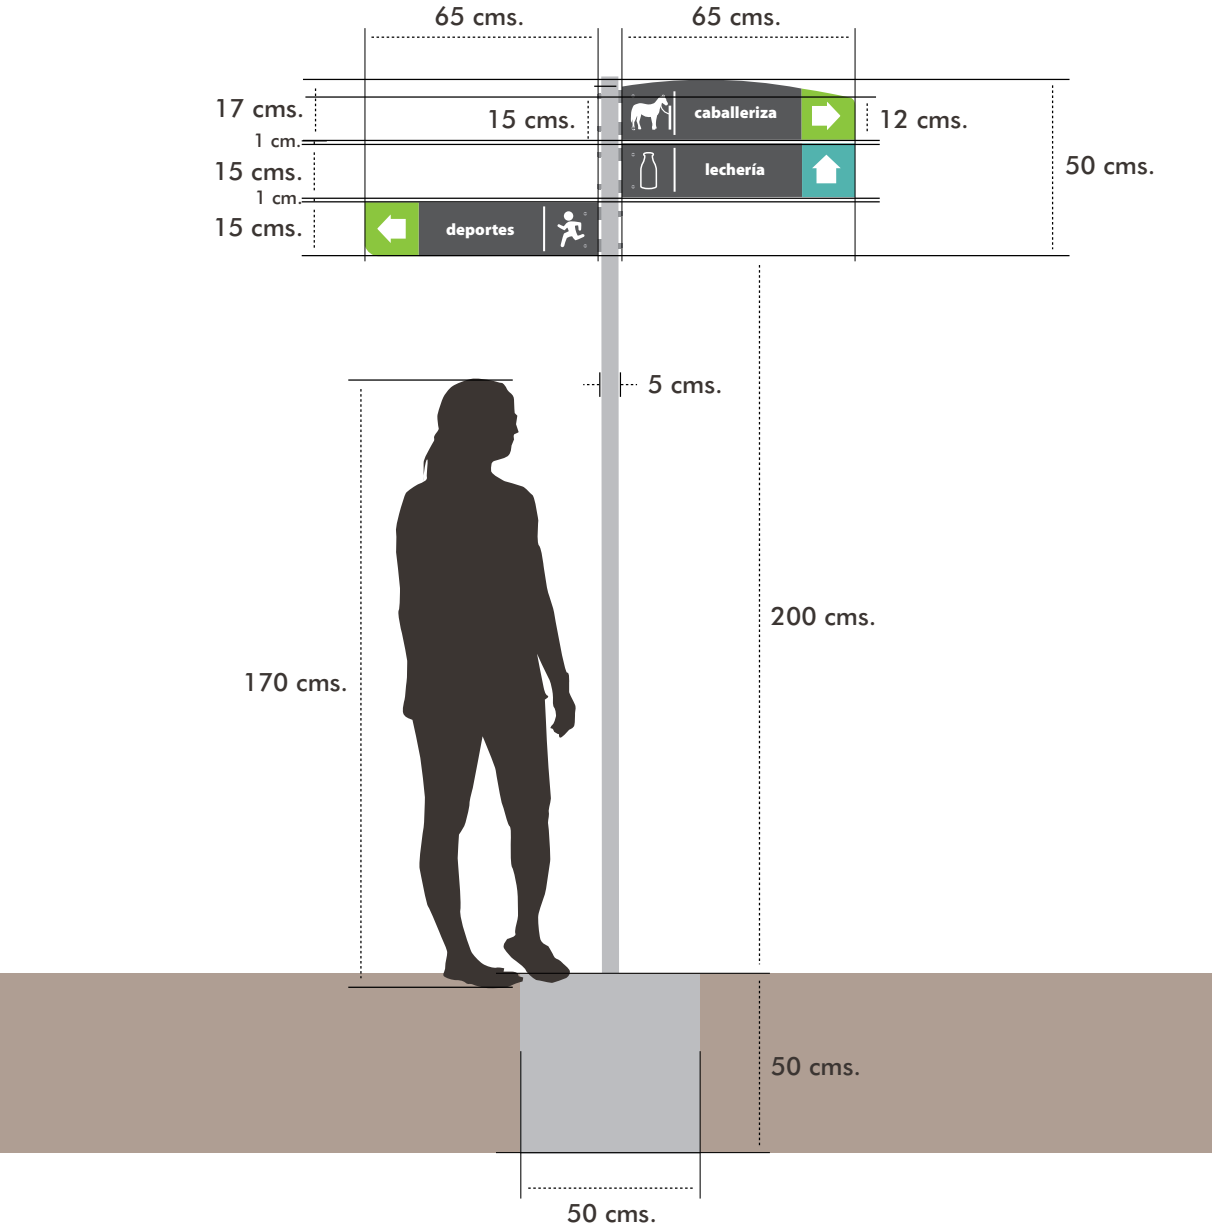 65 cms.
65 cms.
17 cms.
15 cms.
caballeriza
12 cms.
1 cm.
15 cms.
lechería
50 cms.
1 cm.
15 cms.
deportes
5 cms.
200 cms.
170 cms.
50 cms.
50 cms.